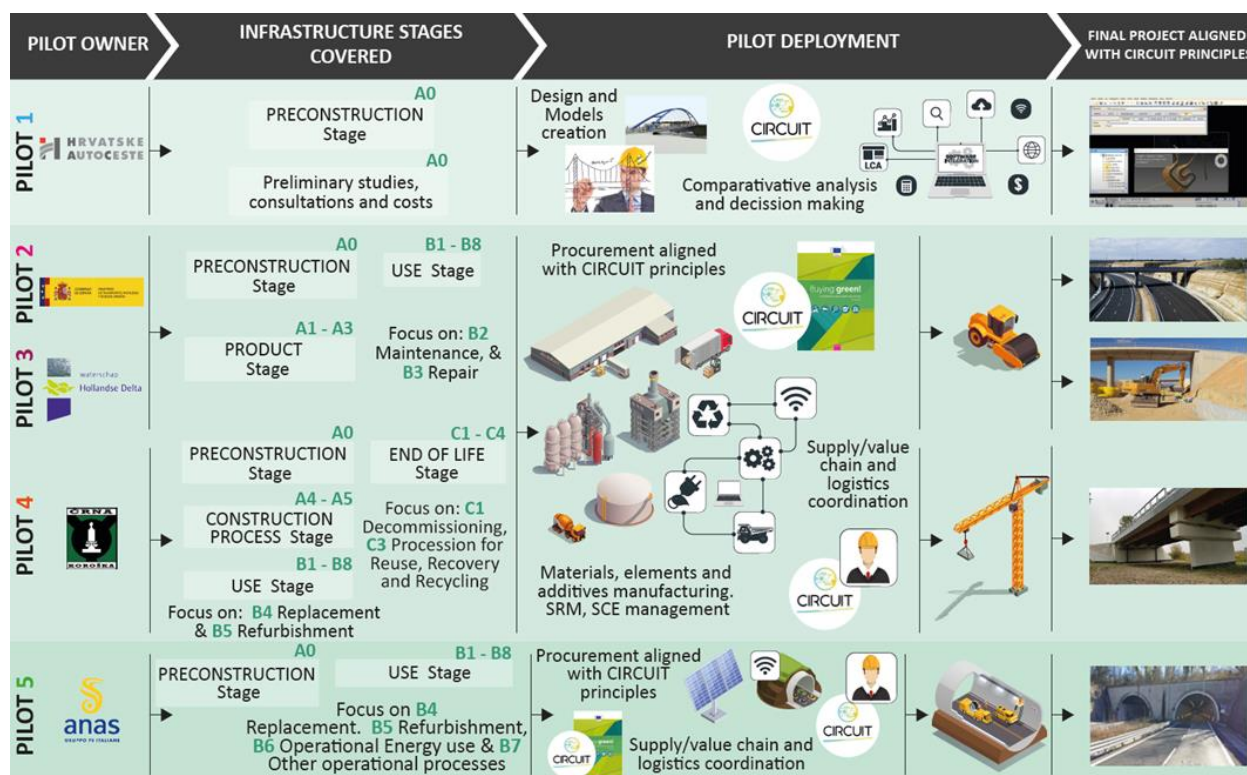 PILOT OWNER
INFRASTRUCTURE STAGES
COVERED
PILOT DEPLOYMENT
FINAL PROJECT ALIGNED
WITH CIRCUIT PRINCIPLES
PILOT 1
HRVATSKE
AUTOCESTE
A0
PRECONSTRUCTION
Stage
A0
Preliminary studies,
consultations and costs
Design and
Models
creation
CIRCUIT
LCA
SOFTWARE
INTEGRATION
Comparativative analysis
and decission making
PILOT 2
A0
PRECONSTRUCTION
Stage
B1 - B8
USE Stage
Procurement aligned
with CIRCUIT principles
CIRCUIT
Buying green!
PILOT 3
waterschap
Hollandse Delta
A1 - A3
PRODUCT
Stage
Focus on: B2
Maintenance, &
B3 Repair
PILOT 4
CRNA
KOROŠKA
A0
PRECONSTRUCTION
Stage
C1 - C4
END OF LIFE
Stage
A4 - A5
CONSTRUCTION
PROCESS Stage
Focus on: C1
Decommissioning,
C3 Procession for
Reuse, Recovery
and Recycling
B1 - B8
USE Stage
Focus on: B4 Replacement
& B5 Refurbishment
Supply/value
chain and
logistics
coordination
Materials, elements and
additives manufacturing.
SRM, SCE management
CIRCUIT
PILOT 5
anas
GRUPPO FS ITALIANE
A0
PRECONSTRUCTION
Stage
B1 - B8
USE Stage
Focus on B4
Replacement. B5 Refurbishment,
B6 Operational Energy use & B7
Other operational processes
Procurement aligned
with CIRCUIT
principles
CIRCUIT
Supply/value chain and
logistics coordination
CIRCUIT